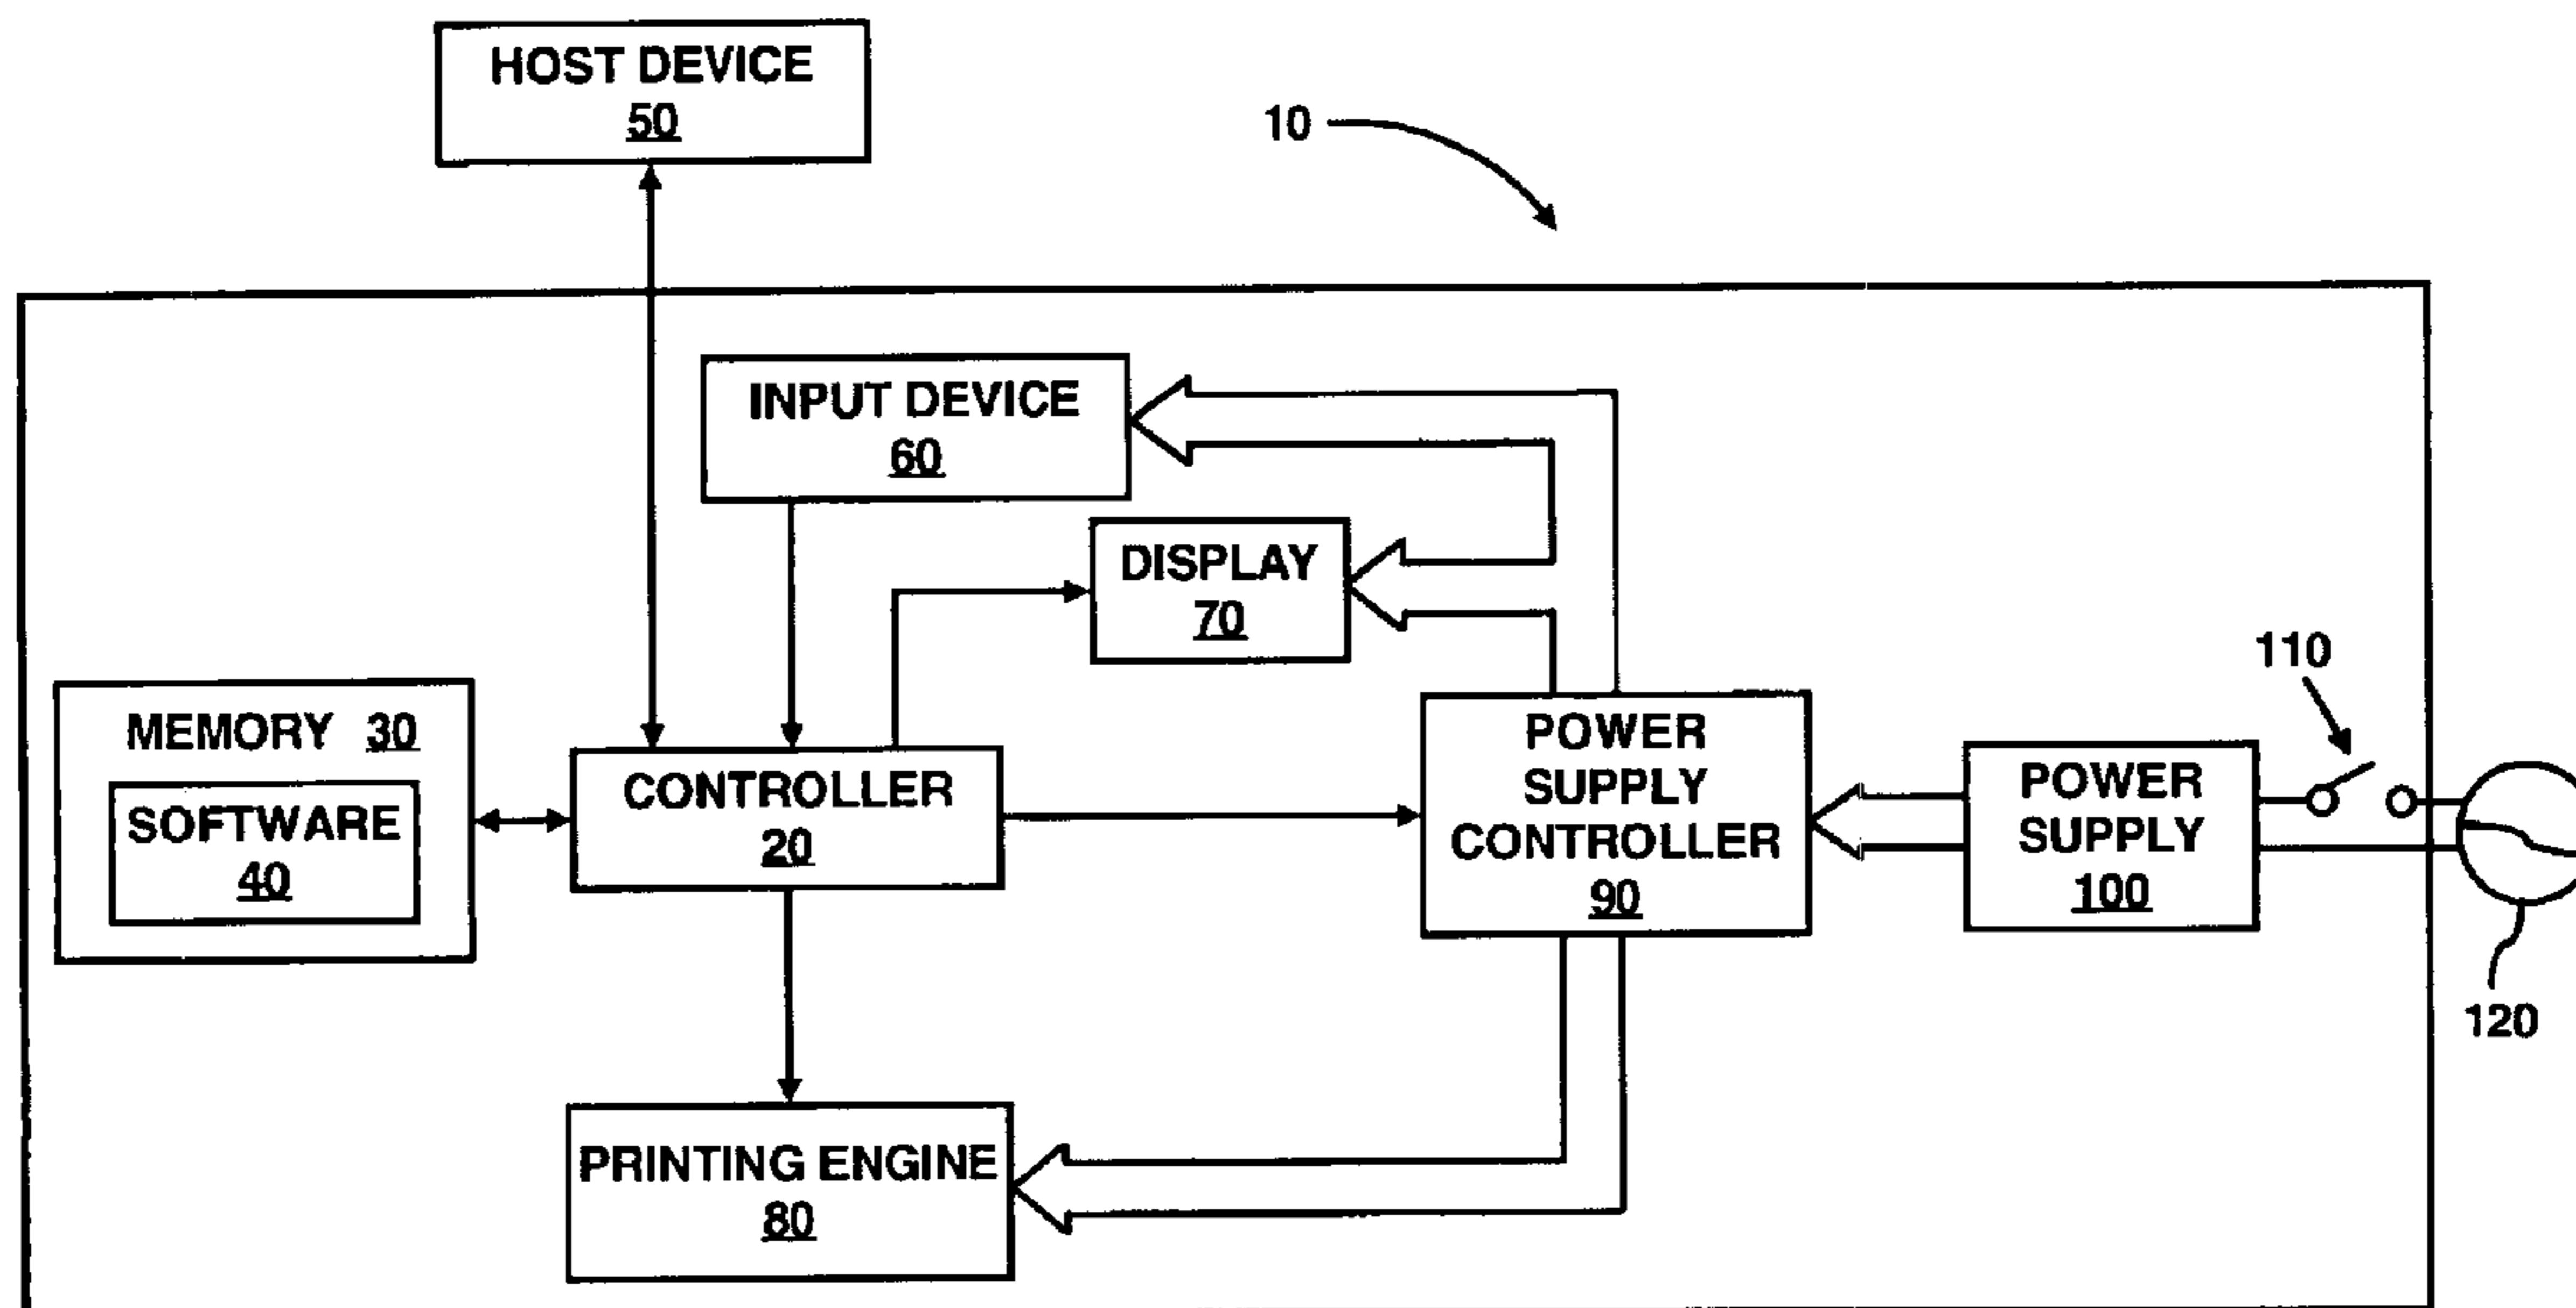 HOST DEVICE
50
10
INPUT DEVICE
60
DISPLAY
70
110
MEMORY 30
SOFTWARE
40
CONTROLLER
20
POWER
SUPPLY
CONTROLLER
90
POWER
SUPPLY
100
120
PRINTING ENGINE
80